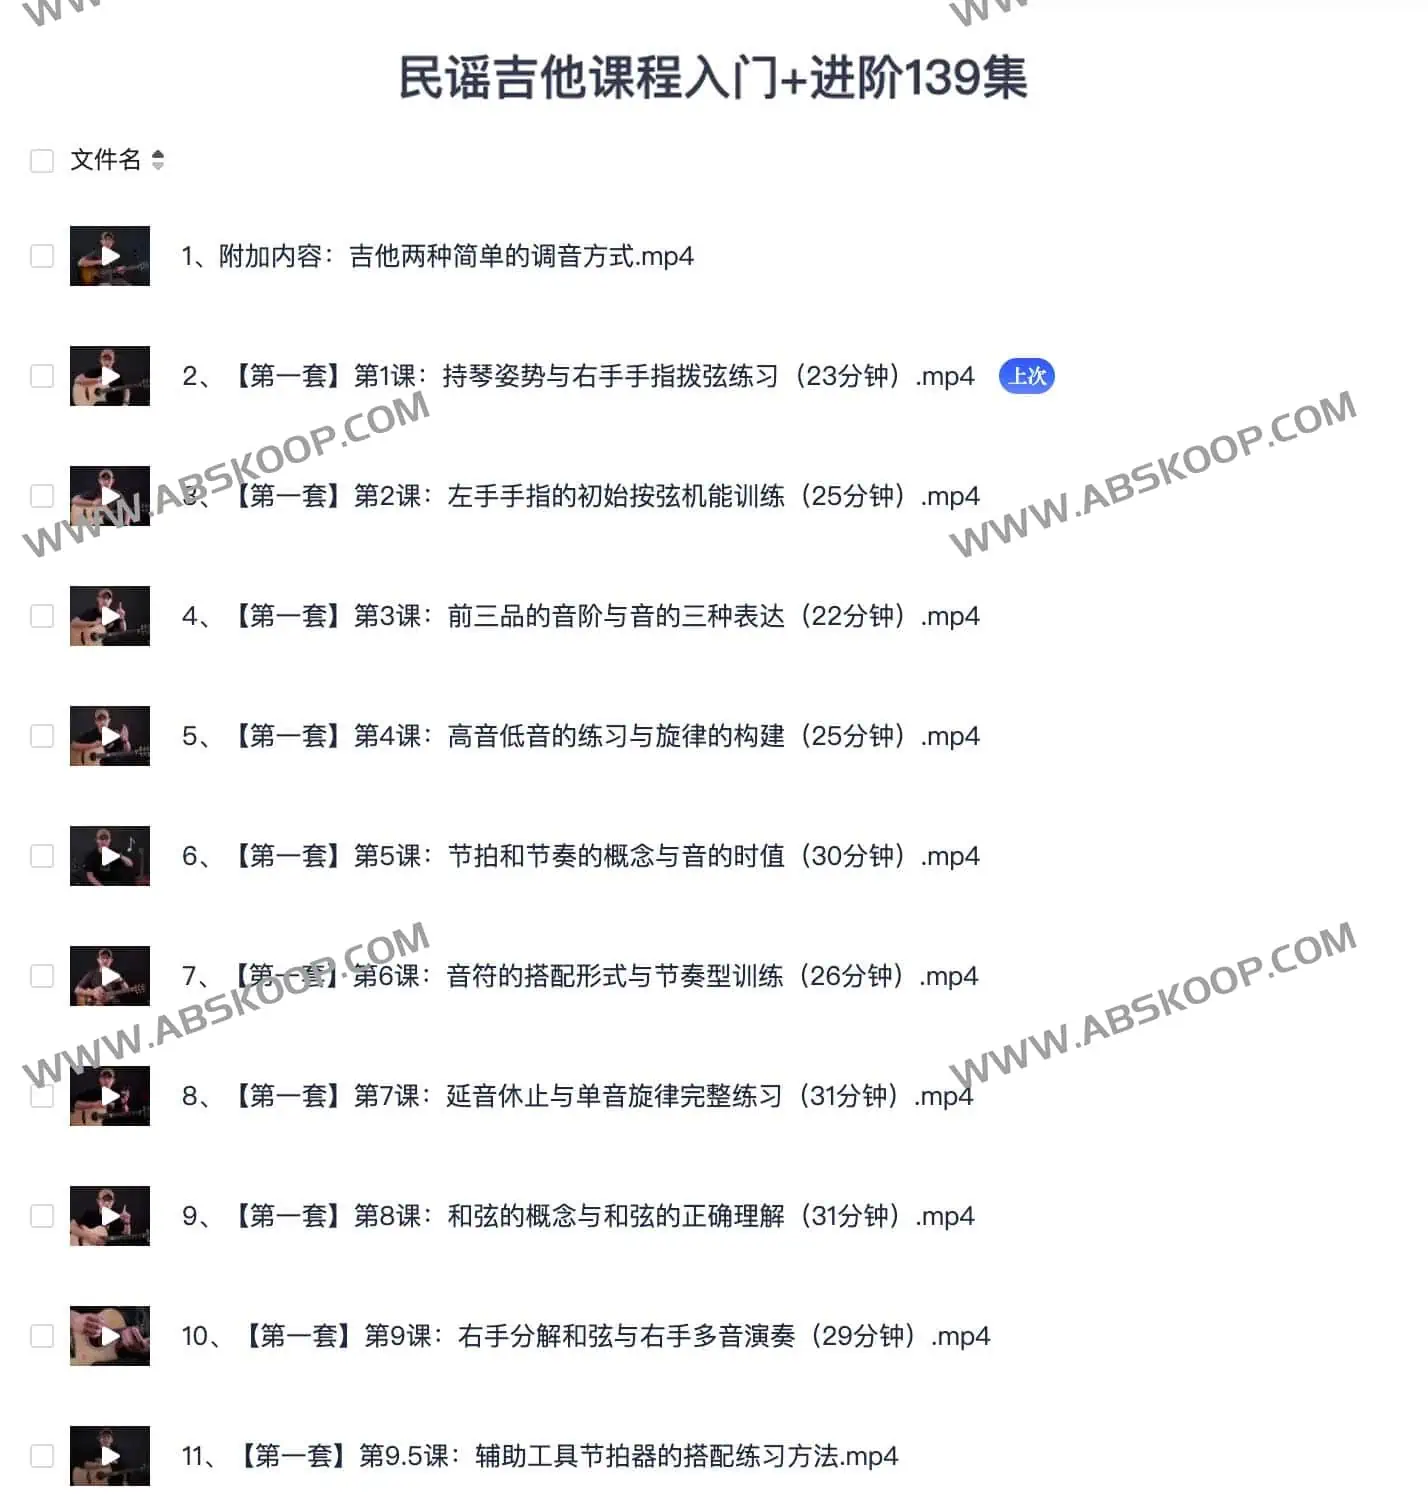 民谣吉他课程入门+进阶139集
文件名
1、附加内容：吉他两种简单的调音方式.mp4
2、【第一套】第1课：持琴姿势与右手手指拨弦练习（23分钟）.mp4 上次
WWW.ABSKOOP.COM
WWW.ABSKOOP.COM
3、【第一套】第2课：左手手指的初始按弦机能训练（25分钟）.mp4
4、【第一套】第3课：前三品的音阶与音的三种表达（22分钟）.mp4
5、【第一套】第4课：高音低音的练习与旋律的构建（25分钟）.mp4
6、【第一套】第5课：节拍和节奏的概念与音的时值（30分钟）.mp4
WWW.ABSKOOP.COM
WWW.ABSKOOP.COM
7、【第一套】第6课：音符的搭配形式与节奏型训练（26分钟）.mp4
8、【第一套】第7课：延音休止与单音旋律完整练习（31分钟）.mp4
9、【第一套】第8课：和弦的概念与和弦的正确理解（31分钟）.mp4
10、【第一套】第9课：右手分解和弦与右手多音演奏（29分钟）.mp4
11、【第一套】第9.5课：辅助工具节拍器的搭配练习方法.mp4